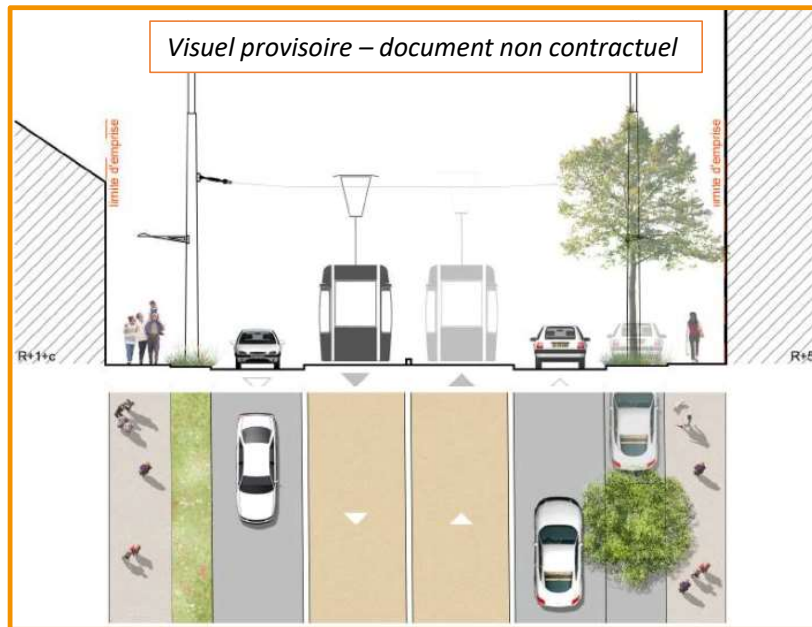 Visuel provisoire – document non contractuel
limite d'emprise
limite d'emprise
R+1+c
R+5